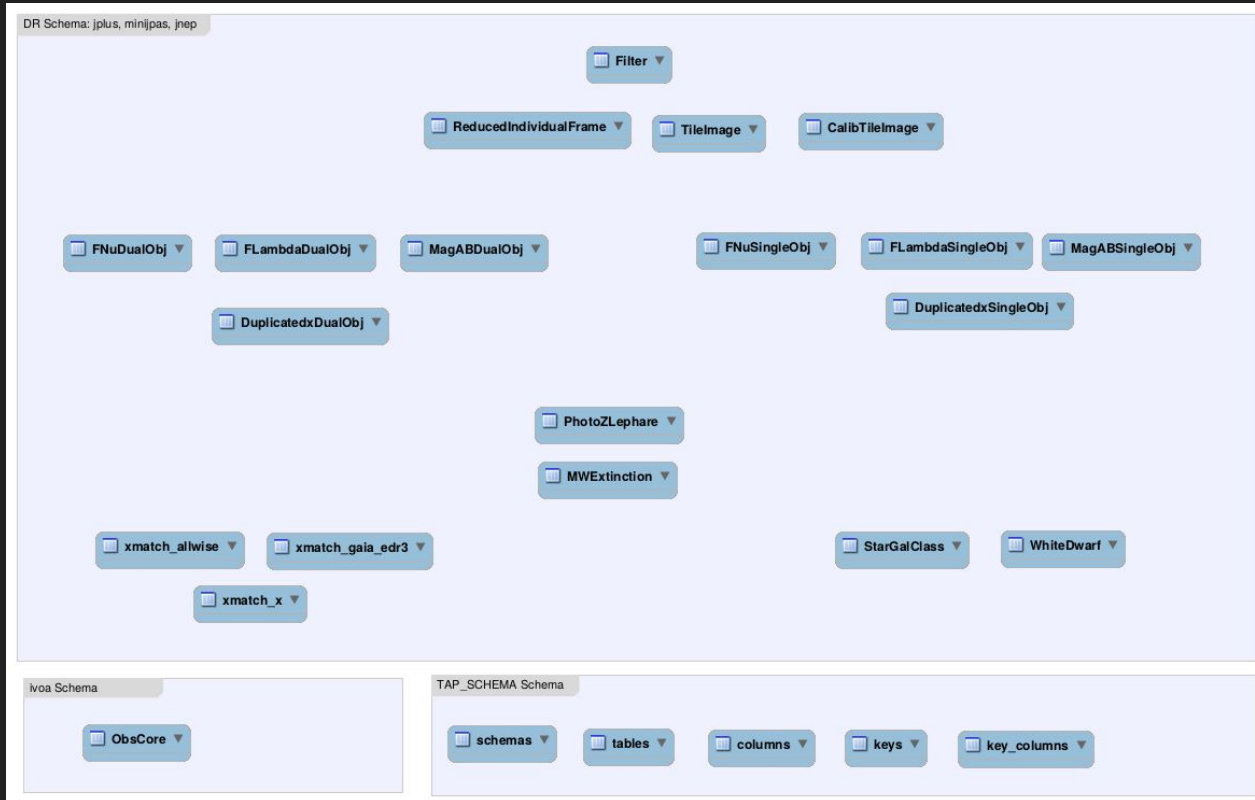 DR Schema: jplus, minijpas, jnep
Filter
ReducedIndividualFrame
TileImage
CalibTileImage
FNuDualObj
FLambdaDualObj
MagABDualObj
FNuSingleObj
FLambdaSingleObj
MagABSingleObj
DuplicatedxDualObj
DuplicatedxSingleObj
PhotoZLephare
MWExtinction
xmatch_allwise
xmatch_gaia_edr3
StarGalClass
WhiteDwarf
xmatch_x
ivoa Schema
ObsCore
TAP_SCHEMA Schema
schemas
tables
columns
keys
key_columns